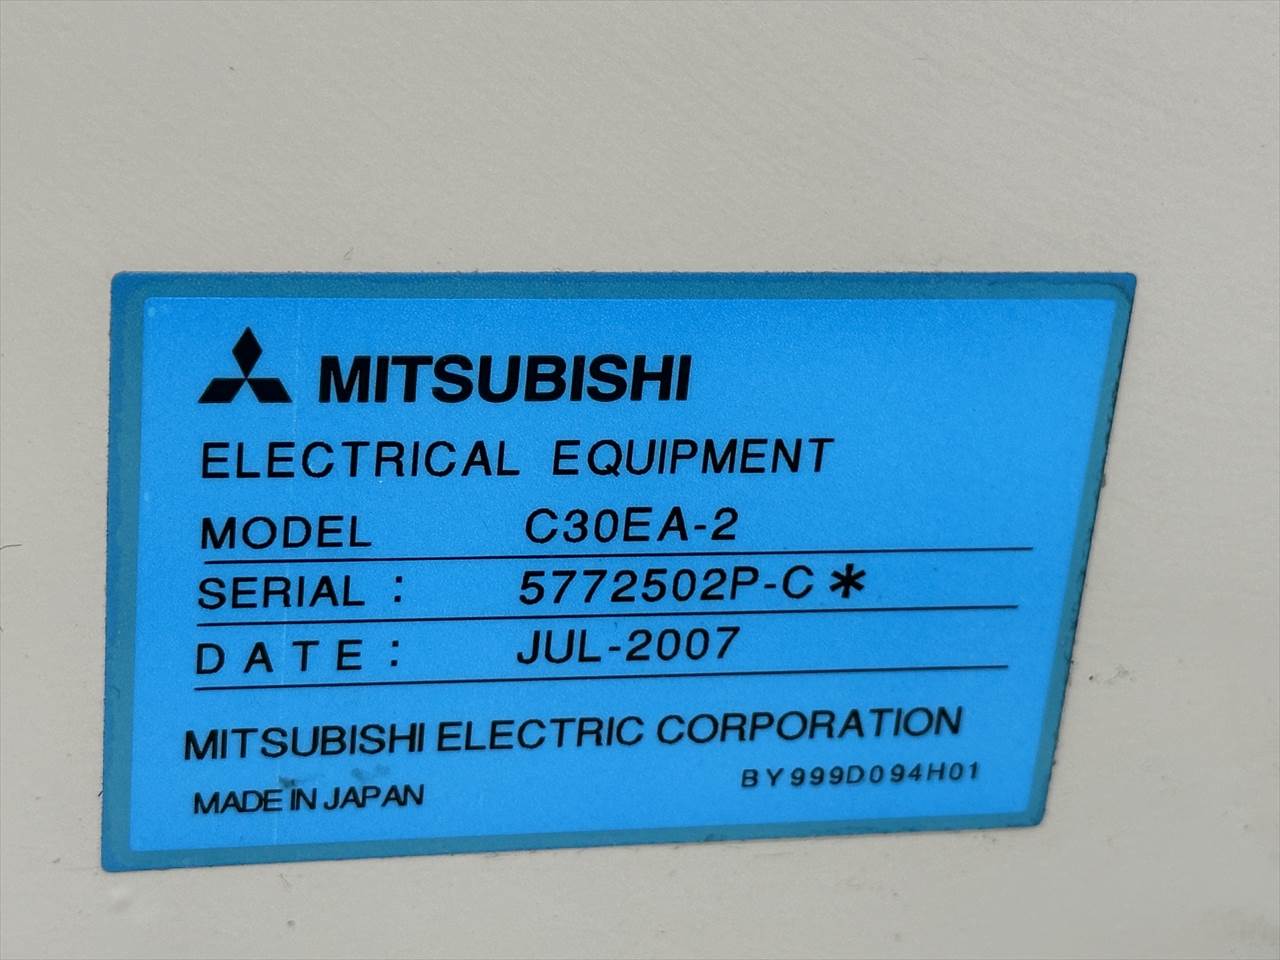 MITSUBISHI
ELECTRICAL EQUIPMENT
MODEL C30EA-2
SERIAL : 5772502P-C*
DATE : JUL-2007
MITSUBISHI ELECTRIC CORPORATION
MADE IN JAPAN BY999D094H01